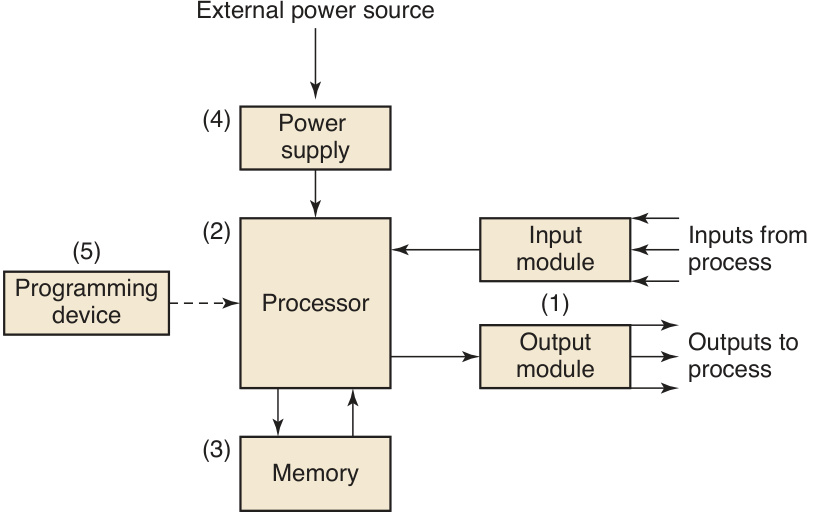 External power source
(4)
Power
supply
(2)
Input
module
Inputs from
process
(5)
Programming
device
Processor
(1)
Output
module
Outputs to
process
(3)
Memory